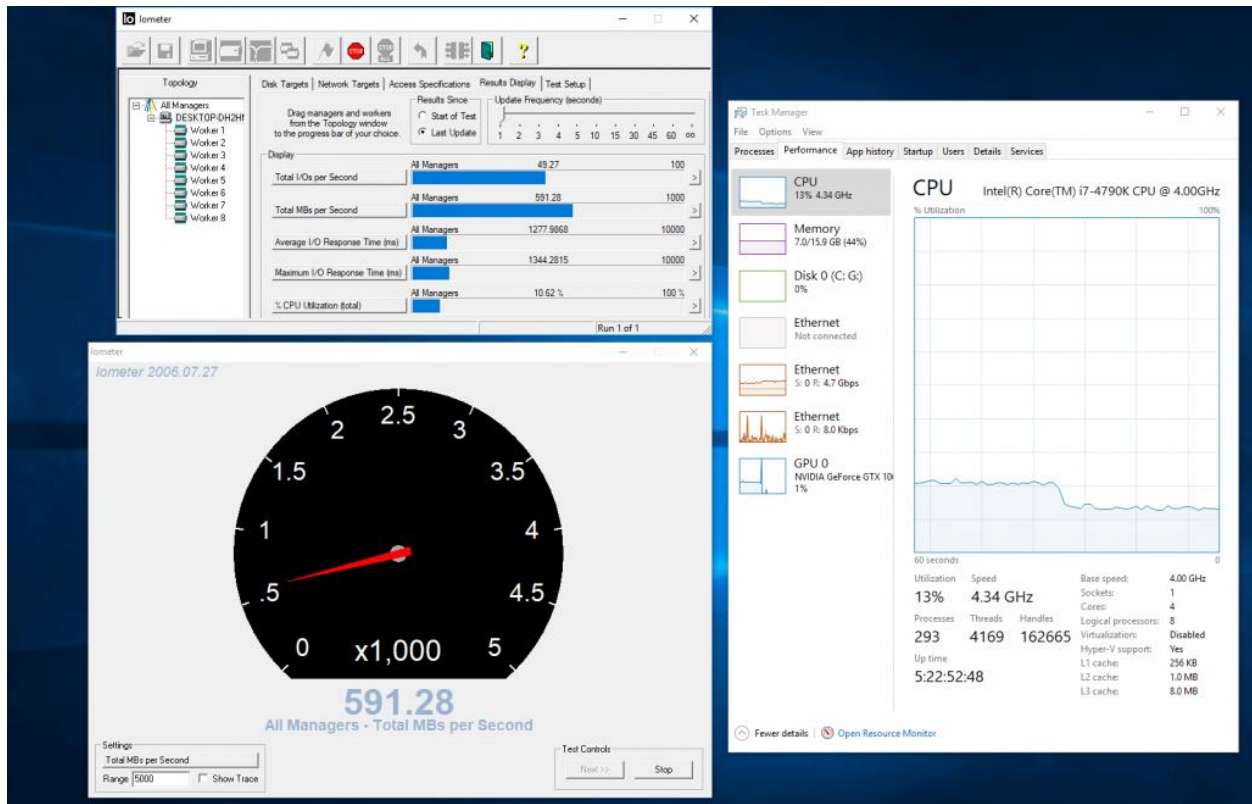 Iometer
Topology
All Managers
DESKTOP-DH2HI
Worker 1
Worker 2
Worker 3
Worker 4
Worker 5
Worker 6
Worker 7
Worker 8
Disk Targets Network Targets Access Specifications Results Display Test Setup
Drag managers and workers
from the Topology window
to the progress bar of your choice.
Results Since
Start of Test
Last Update
Update Frequency (seconds)
1 2 3 4 5 10 15 30 45 60 ∞
Display
All Managers 49.27 100
Total I/Os per Second >
All Managers 591.28 1000
Total MBs per Second >
All Managers 1277.9868 10000
Average I/O Response Time (ms) >
All Managers 1344.2815 10000
Maximum I/O Response Time (ms) >
All Managers 10.62 % 100 %
% CPU Utilization (total) >
Run 1 of 1
Iometer
Iometer 2006.07.27
0
.5
1
1.5
2
2.5
3
3.5
4
4.5
5
x1,000
591.28
All Managers - Total MBs per Second
Settings
Total MBs per Second
Range 5000 Show Trace
Test Controls
Next >> Stop
Task Manager
File Options View
Processes Performance App history Startup Users Details Services
CPU
13% 4.34 GHz
Memory
7.0/15.9 GB (44%)
Disk 0 (C: G:)
0%
Ethernet
Not connected
Ethernet
S: 0 R: 4.7 Gbps
Ethernet
S: 0 R: 8.0 Kbps
GPU 0
NVIDIA GeForce GTX 10
1%
CPU Intel(R) Core(TM) i7-4790K CPU @ 4.00GHz
% Utilization 100%
60 seconds 0
Utilization Speed
13% 4.34 GHz
Processes Threads Handles
293 4169 162665
Up time
5:22:52:48
Base speed: 4.00 GHz
Sockets: 1
Cores: 4
Logical processors: 8
Virtualization: Disabled
Hyper-V support: Yes
L1 cache: 256 KB
L2 cache: 1.0 MB
L3 cache: 8.0 MB
Fewer details Open Resource Monitor